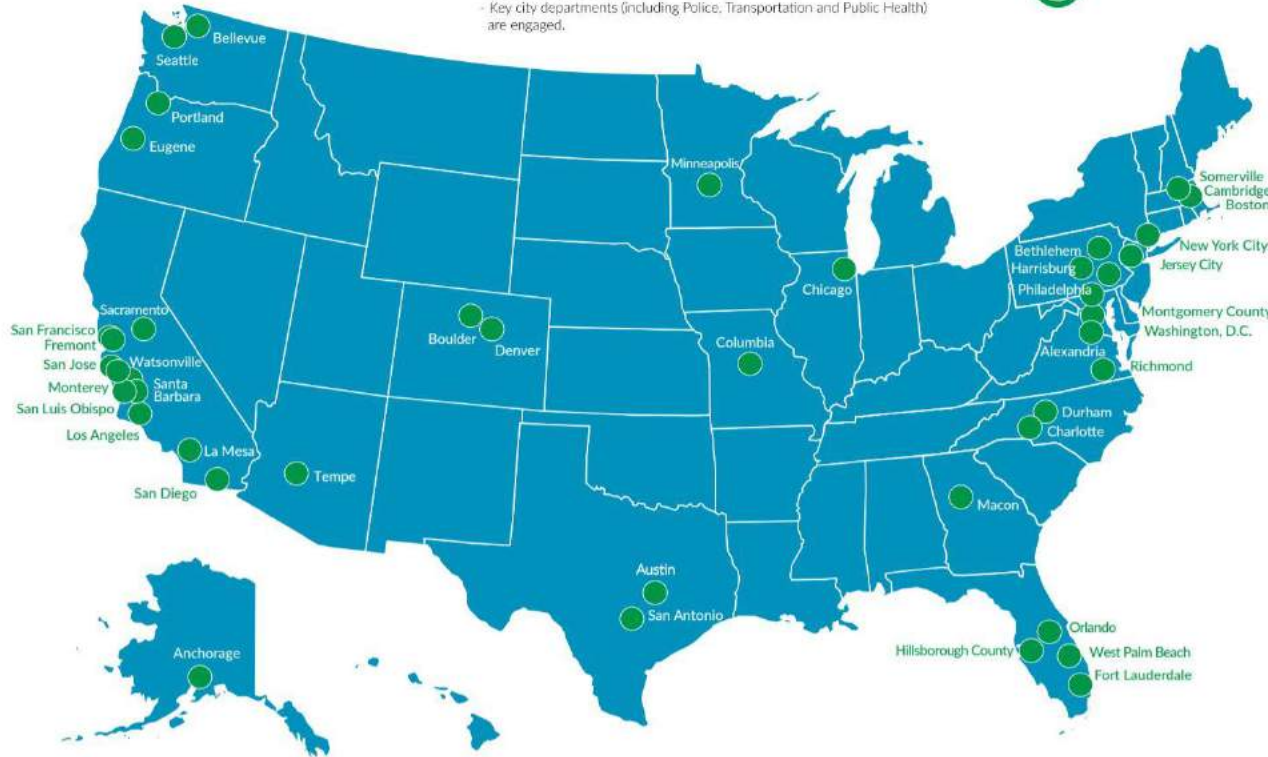 - Key city departments (including Police, Transportation and Public Health)
are engaged.
Bellevue
Seattle
Portland
Eugene
Minneapolis
Somerville
Cambridge
Boston
New York City
Bethlehem
Jersey City
Harrisburg
Chicago
Philadelphia
Sacramento
Montgomery County
San Francisco
Washington, D.C.
Boulder
Denver
Columbia
Fremont
Alexandria
San Jose
Watsonville
Richmond
Monterey
Santa
Barbara
San Luis Obispo
Durham
Los Angeles
Charlotte
La Mesa
Tempe
San Diego
Macon
Austin
San Antonio
Orlando
Hillsborough County
West Palm Beach
Anchorage
Fort Lauderdale